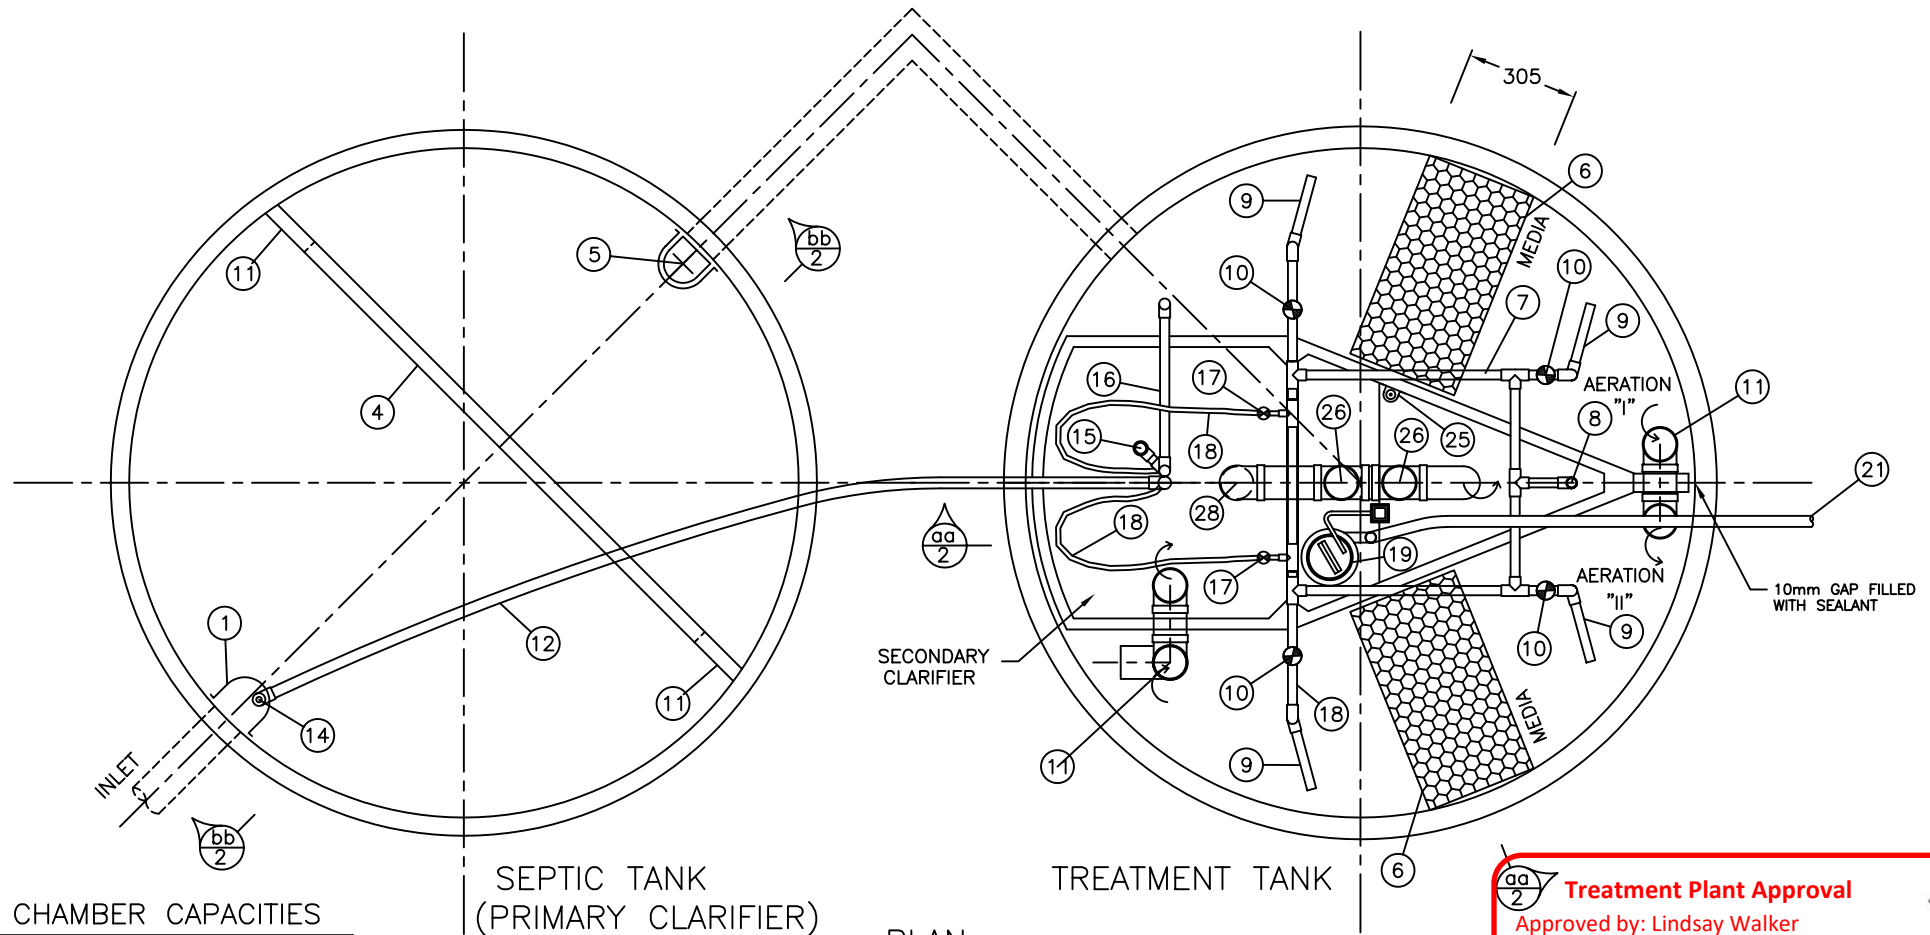 305
6
9
MEDIA
bb
2
5
11
10
10
7
9
16
17
AERATION
"I"
11
4
26
26
8
15
18
25
21
28
18
aa
2
19
AERATION
"II"
10mm GAP FILLED
WITH SEALANT
17
1
12
10
9
SECONDARY
CLARIFIER
11
10
18
MEDIA
14
11
9
INLET
bb
2
6
SEPTIC TANK
(PRIMARY CLARIFIER)
TREATMENT TANK
aa
2
Treatment Plant Approval
Approved by: Lindsay Walker
CHAMBER CAPACITIES
PLAN